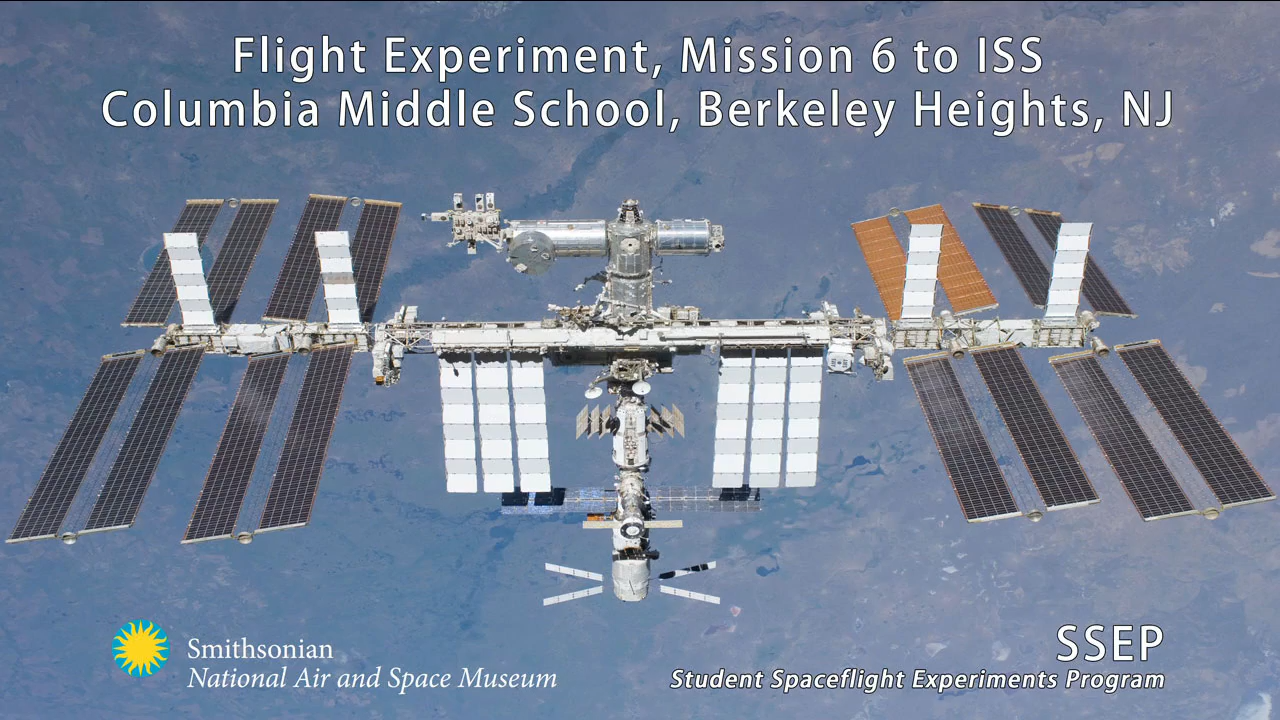 Flight Experiment, Mission 6 to ISS
Columbia Middle School, Berkeley Heights, NJ
Smithsonian
National Air and Space Museum
SSEP
Student Spaceflight Experiments Program